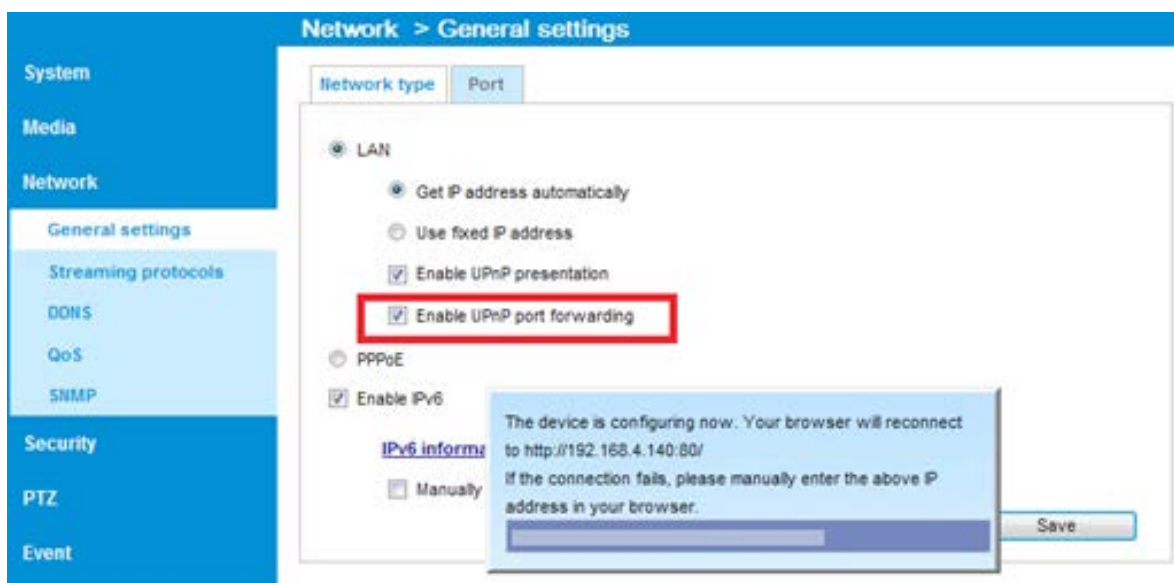 Network > General settings
System
Media
Network
General settings
Streaming protocols
DDNS
QoS
SNMP
Security
PTZ
Event
Network type
Port
LAN
Get IP address automatically
Use fixed IP address
Enable UPnP presentation
Enable UPnP port forwarding
PPPoE
Enable IPv6
IPv6 informa
Manually
The device is configuring now. Your browser will reconnect
to http://192.168.4.140:80/
If the connection fails, please manually enter the above IP
address in your browser.
Save